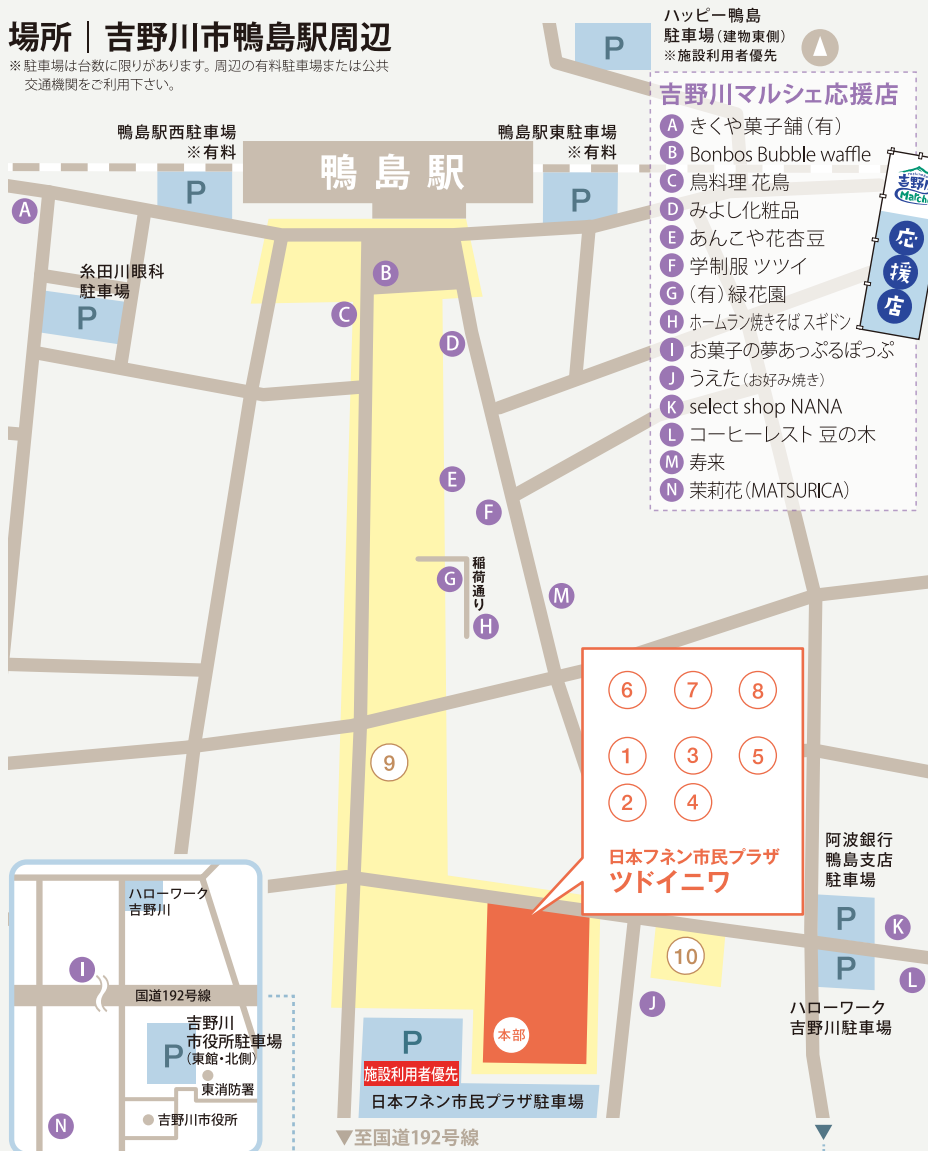 場所｜吉野川市鴨島駅周辺
※駐車場は台数に限りがあります。周辺の有料駐車場または公共
交通機関をご利用下さい。
ハッピー鴨島
駐車場(建物東側)
※施設利用者優先
P
吉野川マルシェ応援店
A きくや菓子舗(有)
B Bonbos Bubble waffle
C 鳥料理 花鳥
D みよし化粧品
E あんこや花杏豆
F 学制服 ツツイ
G (有)緑花園
H ホームラン焼きそばスギドン
I お菓子の夢あっぷるぽっぷ
J うえた(お好み焼き)
K select shop NANA
L コーヒーレスト 豆の木
M 寿来
N 茉莉花(MATSURICA)
応
援
店
鴨島駅西駐車場
※有料
P
鴨島駅
鴨島駅東駐車場
※有料
P
A
糸田川眼科
駐車場
P
B
C
D
E
F
稲荷通り
G
H
M
6 7 8
1 3 5
2 4
日本フネン市民プラザ
ツドイニワ
9
10
阿波銀行
鴨島支店
駐車場
P
K
P
L
ハローワーク
吉野川駐車場
J
本部
P
施設利用者優先
日本フネン市民プラザ駐車場
▼至国道192号線
ハローワーク
吉野川
I
国道192号線
吉野川
市役所駐車場
(東館・北側)
P
東消防署
吉野川市役所
N